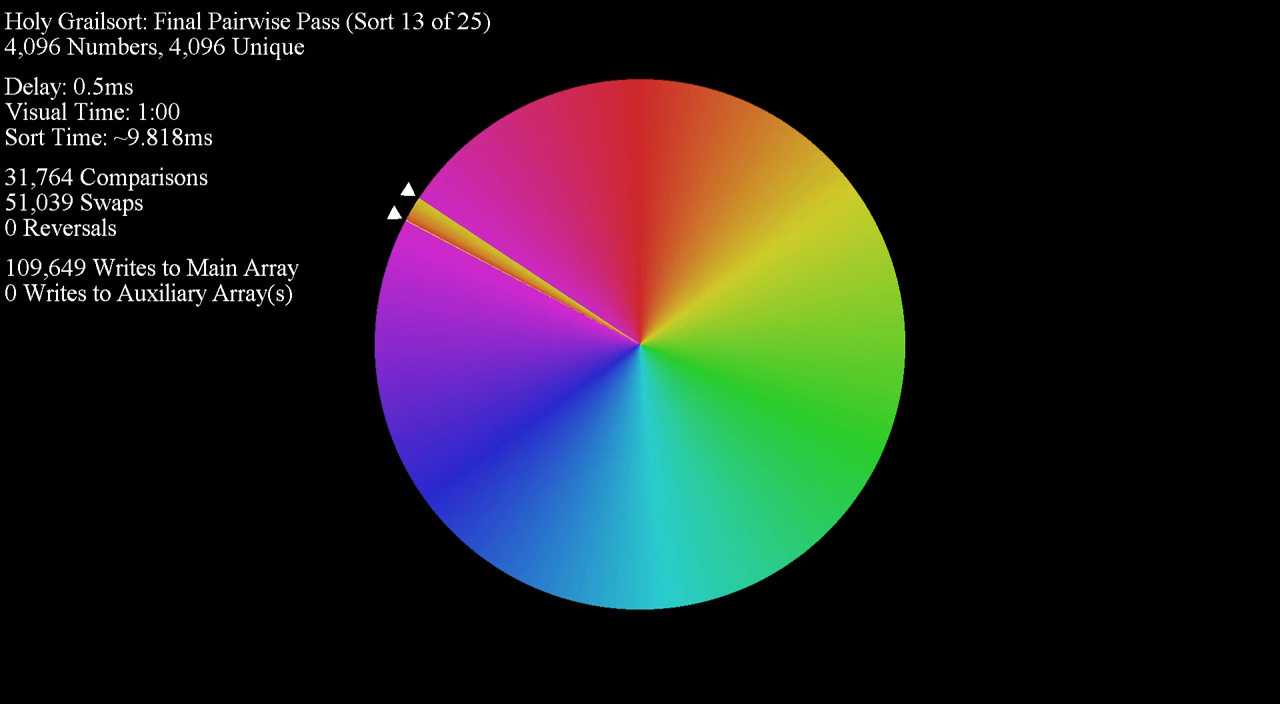 Holy Grailsort: Final Pairwise Pass (Sort 13 of 25)
4,096 Numbers, 4,096 Unique
Delay: 0.5ms
Visual Time: 1:00
Sort Time: ~9.818ms
31,764 Comparisons
51,039 Swaps
0 Reversals
109,649 Writes to Main Array
0 Writes to Auxiliary Array(s)